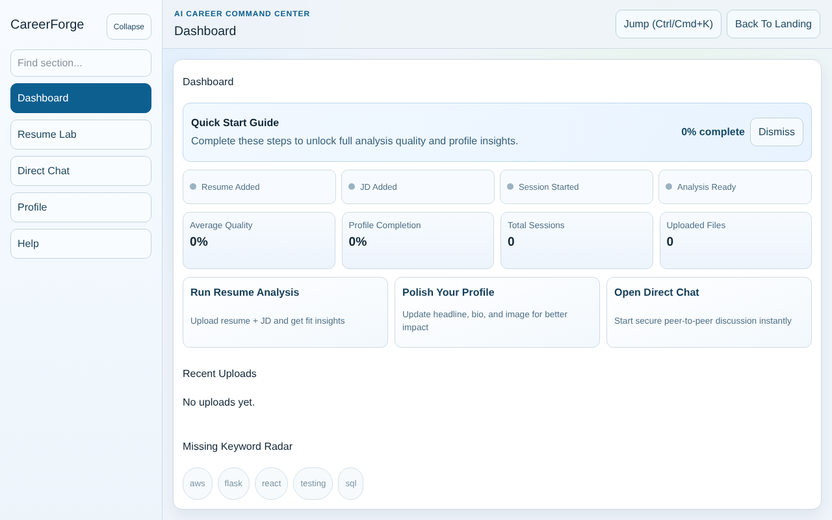 CareerForge
Collapse
Find section...
Dashboard
Resume Lab
Direct Chat
Profile
Help
AI CAREER COMMAND CENTER
Dashboard
Jump (Ctrl/Cmd+K)
Back To Landing
Dashboard
Quick Start Guide
Complete these steps to unlock full analysis quality and profile insights.
0% complete
Dismiss
Resume Added
JD Added
Session Started
Analysis Ready
Average Quality
0%
Profile Completion
0%
Total Sessions
0
Uploaded Files
0
Run Resume Analysis
Upload resume + JD and get fit insights
Polish Your Profile
Update headline, bio, and image for better
impact
Open Direct Chat
Start secure peer-to-peer discussion instantly
Recent Uploads
No uploads yet.
Missing Keyword Radar
aws
flask
react
testing
sql